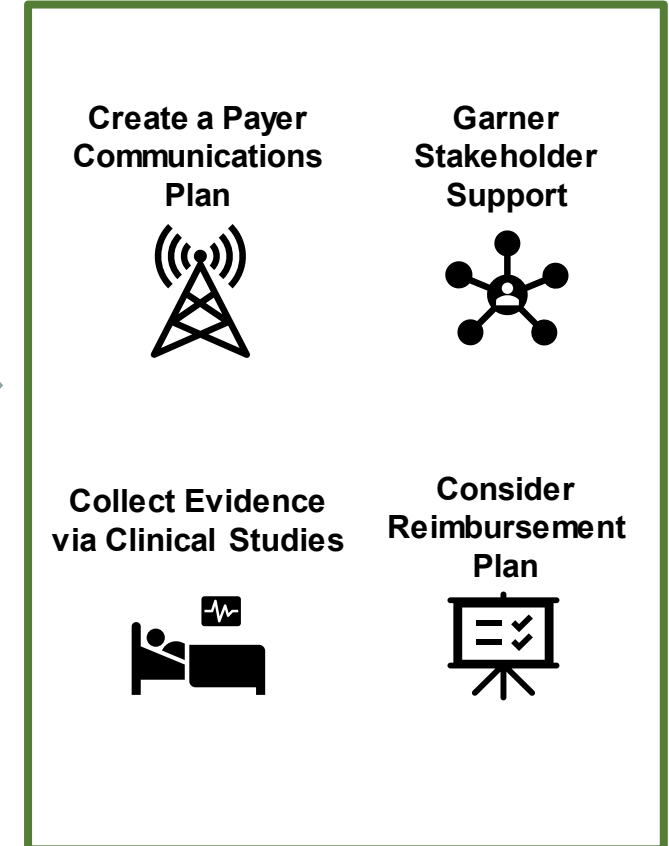 Create a Payer
Communications
Plan
Garner
Stakeholder
Support
Collect Evidence
via Clinical Studies
Consider
Reimbursement
Plan